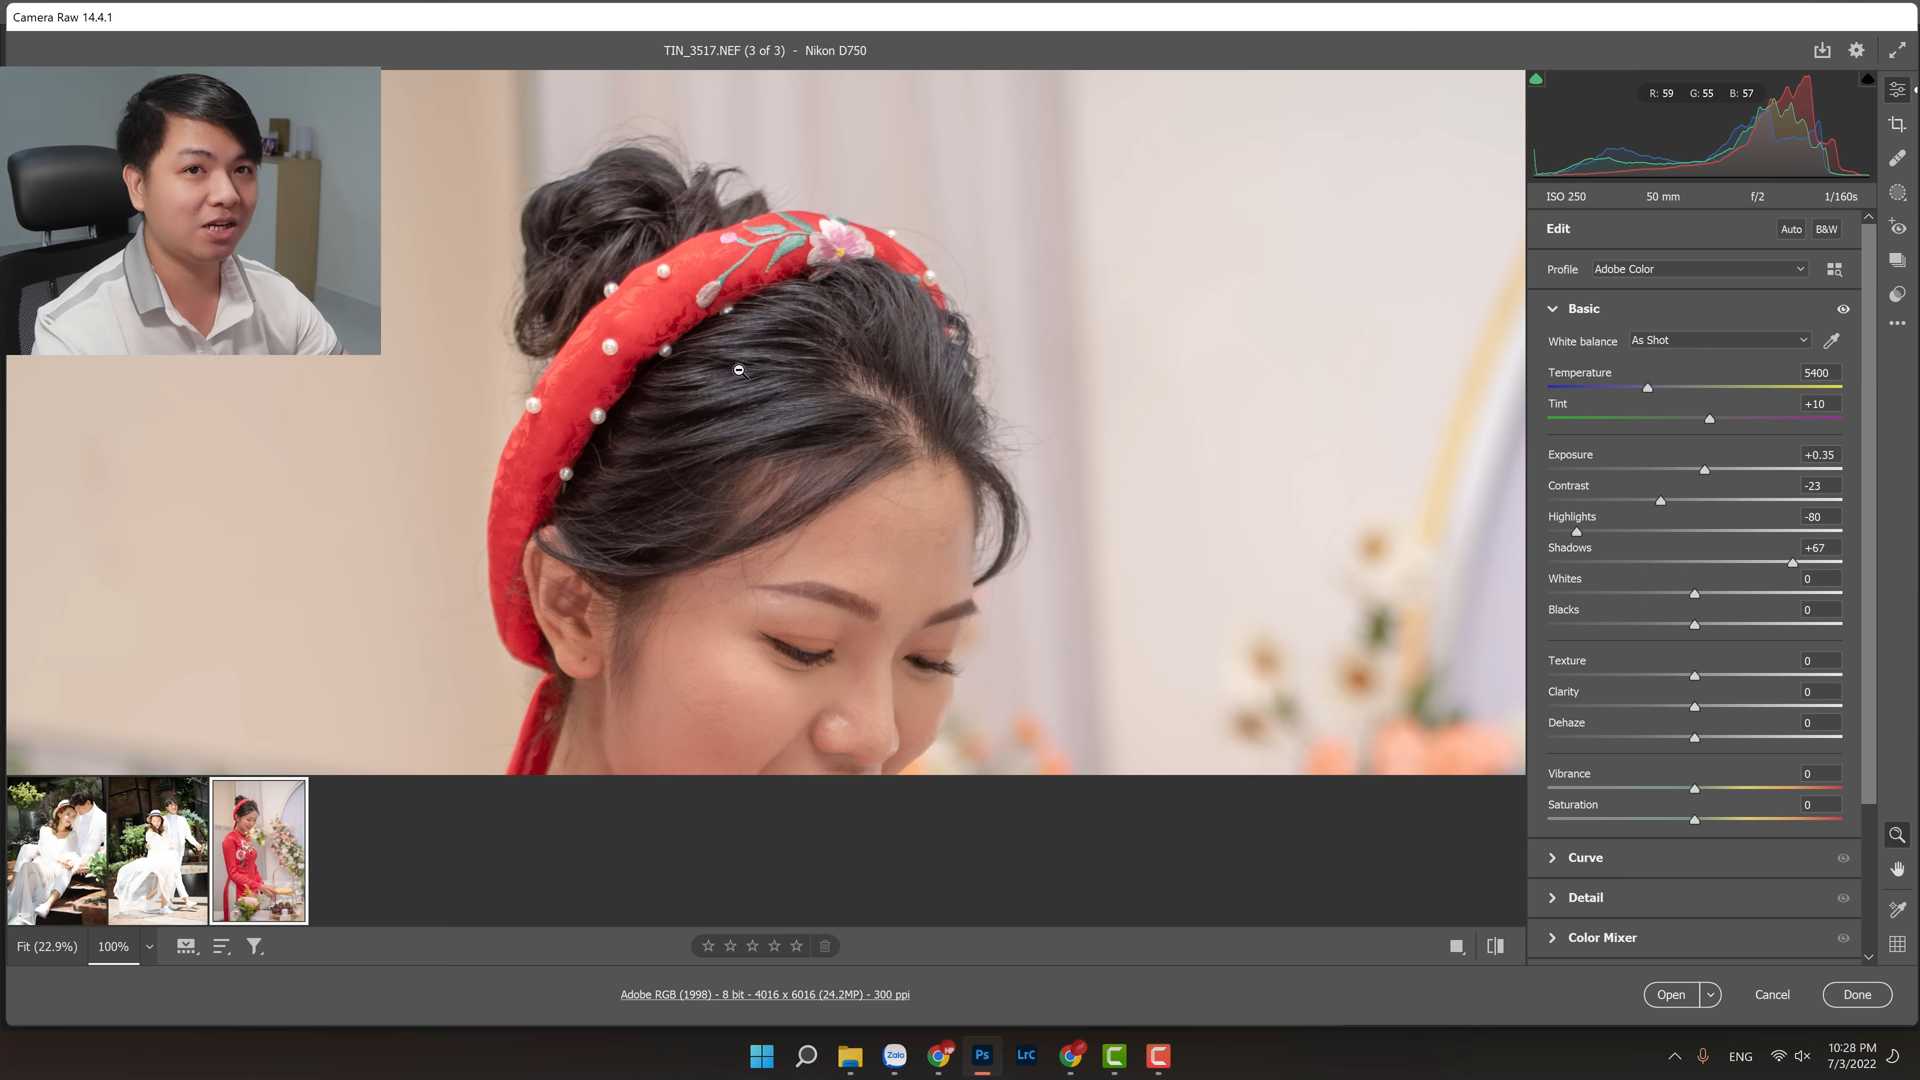 Camera Raw 14.4.1
TIN_3517.NEF (3 of 3) - Nikon D750
R: 59 G: 55 B: 57
ISO 250 50 mm f/2 1/160s
Edit Auto B&W
Profile Adobe Color
Basic
White balance As Shot
Temperature 5400
Tint +10
Exposure +0.35
Contrast -23
Highlights -80
Shadows +67
Whites 0
Blacks 0
Texture 0
Clarity 0
Dehaze 0
Vibrance 0
Saturation 0
Curve
Detail
Color Mixer
Fit (22.9%) 100%
Adobe RGB (1998) - 8 bit - 4016 x 6016 (24.2MP) - 300 ppi
Open Cancel Done
Zalo HP Ps LrC
ENG
10:28 PM
7/3/2022